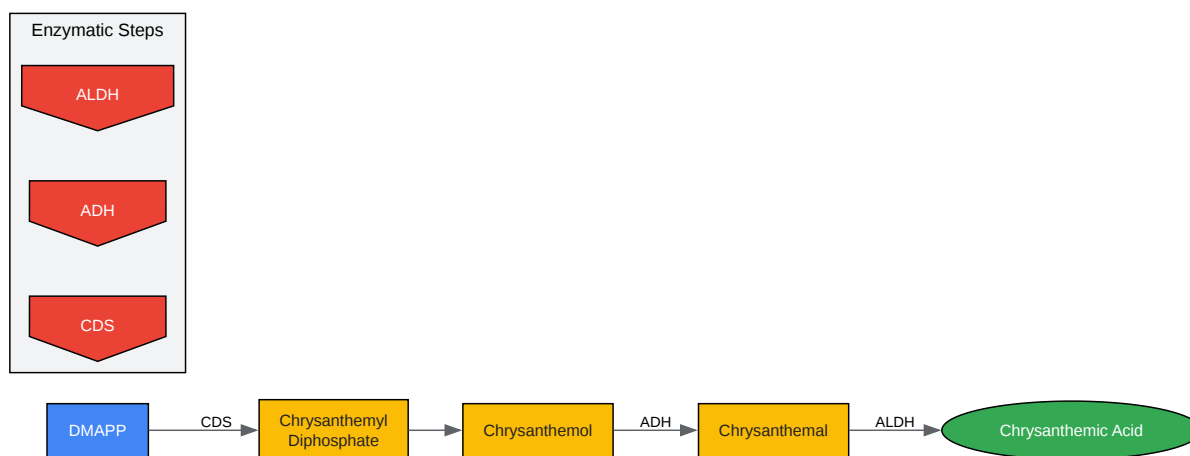 Enzymatic Steps
ALDH
ADH
CDS
DMAPP
CDS
Chrysanthemyl
Diphosphate
Chrysanthemol
ADH
Chrysanthemal
ALDH
Chrysanthemic Acid